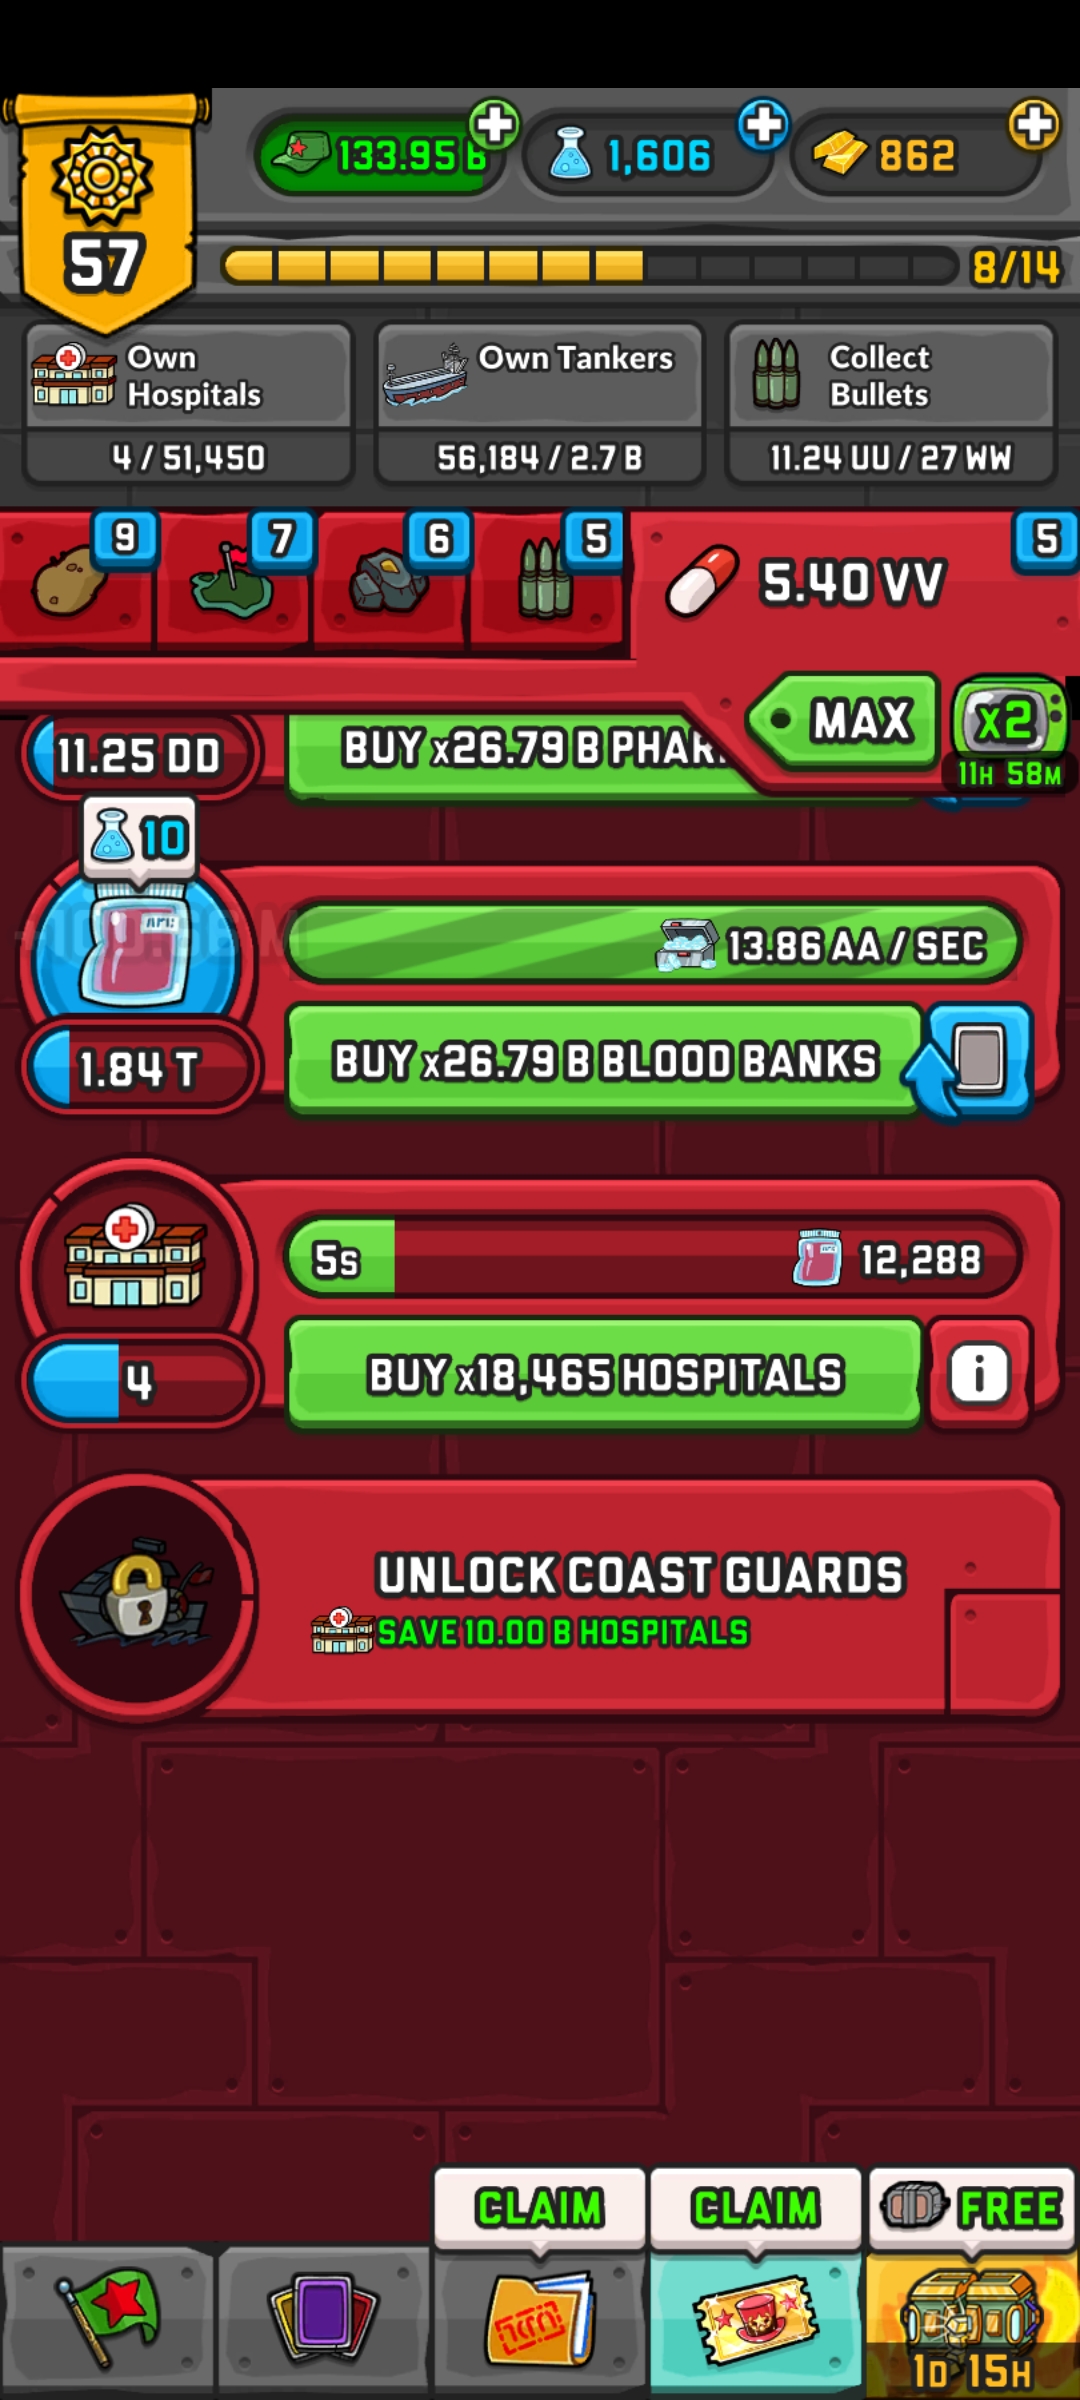 133.95 B
1,606
862
57
8/14
Own
Hospitals
4 / 51,450
Own Tankers
56,184 / 2.7 B
Collect
Bullets
11.24 UU / 27 WW
9
7
6
5
5.40 VV
5
MAX
x2
11H 58M
11.25 DD
BUY x26.79 B PHAR
10
13.86 AA / SEC
1.84 T
BUY x26.79 B BLOOD BANKS
5s
12,288
4
BUY x18,465 HOSPITALS
i
UNLOCK COAST GUARDS
SAVE 10.00 B HOSPITALS
CLAIM
CLAIM
FREE
1D 15H